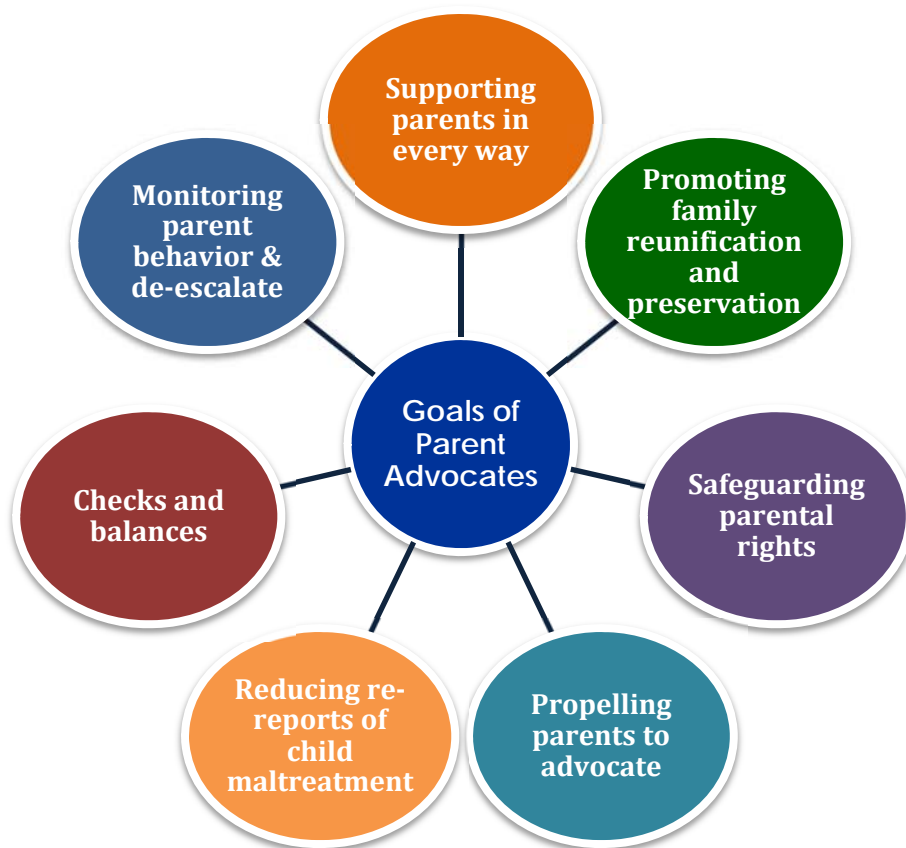 Supporting
parents in
every way
Promoting
family
reunification
and
preservation
Safeguarding
parental
rights
Propelling
parents to
advocate
Reducing re-
reports of
child
maltreatment
Checks and
balances
Monitoring
parent
behavior &
de-escalate
Goals of
Parent
Advocates